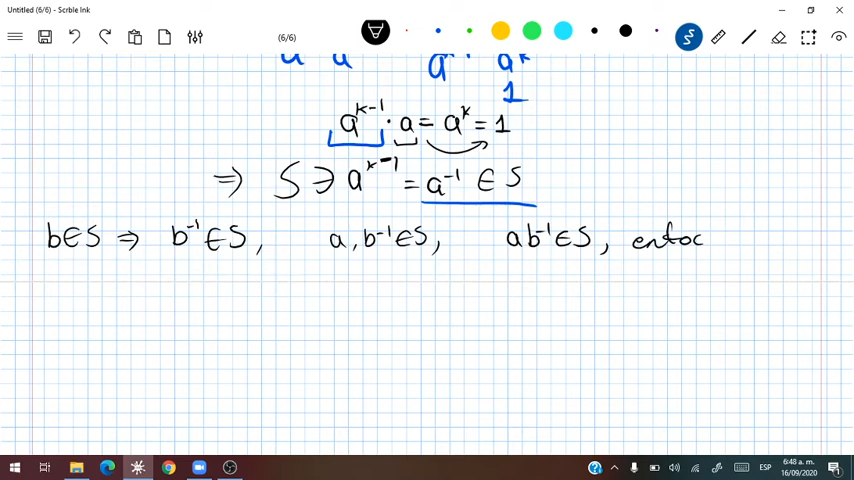 Untitled (6/6) - Scrble Ink
(6/6)
a^k
1
a^{k-1} · a = a^k = 1
⇒ S ∋ a^{k-1} = a^{-1} ∈ S
b∈S ⇒ b^{-1}∈S, a, b^{-1}∈S, ab^{-1}∈S, entoc
ESP
6:48 a. m.
16/09/2020